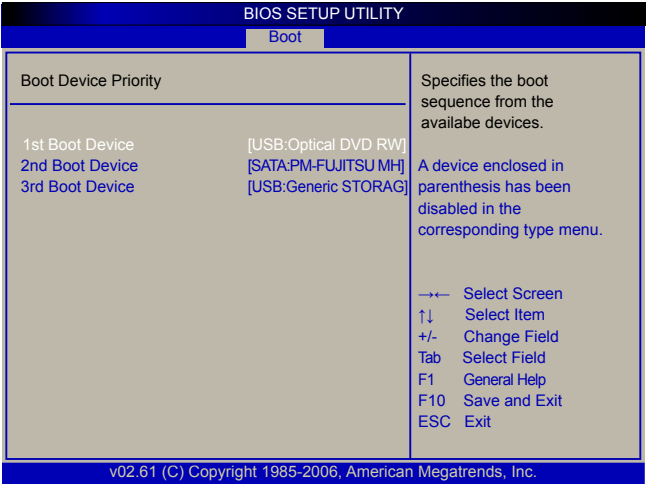 BIOS SETUP UTILITY
Boot
Boot Device Priority
1st Boot Device [USB:Optical DVD RW]
2nd Boot Device [SATA:PM-FUJITSU MH]
3rd Boot Device [USB:Generic STORAG]
Specifies the boot
sequence from the
availabe devices.
A device enclosed in
parenthesis has been
disabled in the
corresponding type menu.
→← Select Screen
↑↓ Select Item
+/- Change Field
Tab Select Field
F1 General Help
F10 Save and Exit
ESC Exit
v02.61 (C) Copyright 1985-2006, American Megatrends, Inc.